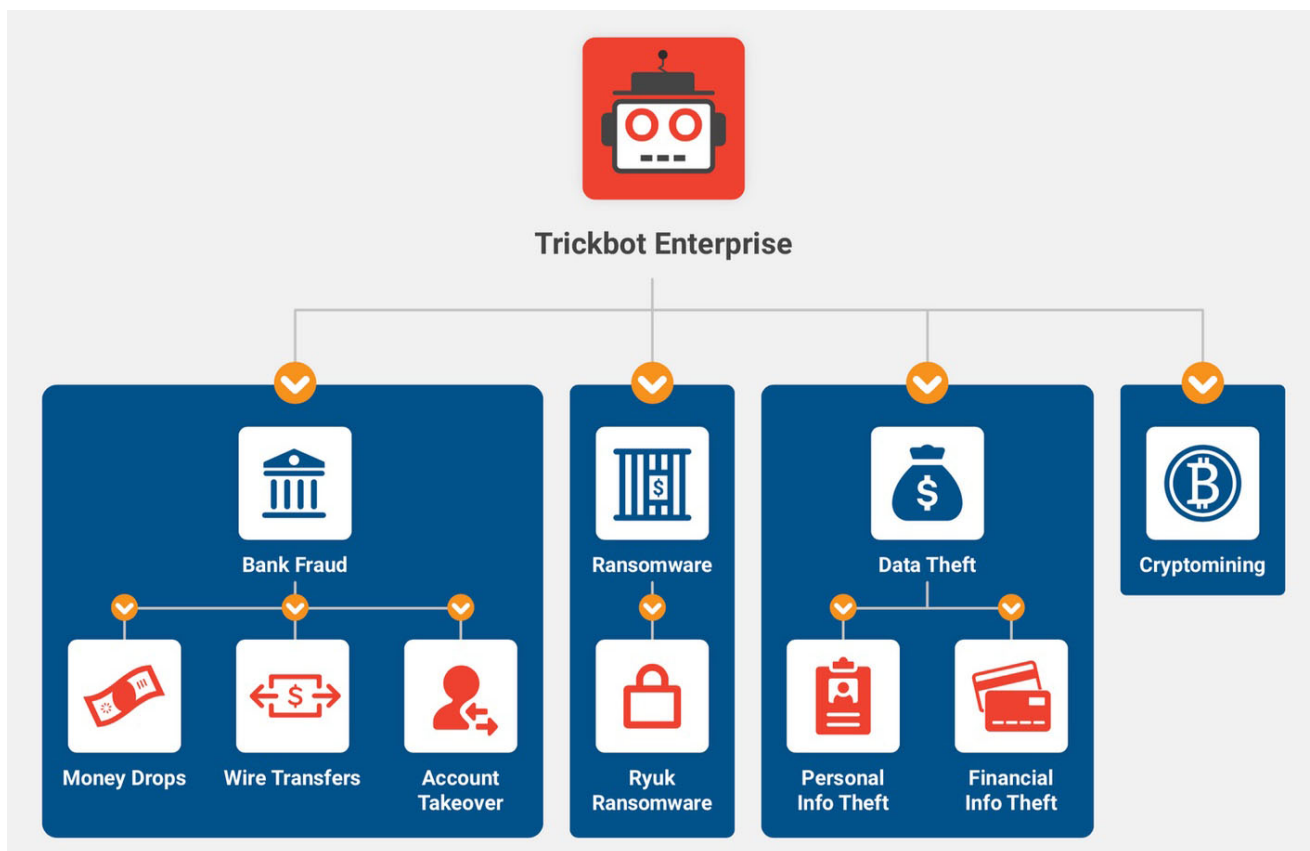 Trickbot Enterprise
Bank Fraud
Ransomware
Data Theft
Cryptomining
Money Drops
Wire Transfers
Account
Takeover
Ryuk
Ransomware
Personal
Info Theft
Financial
Info Theft